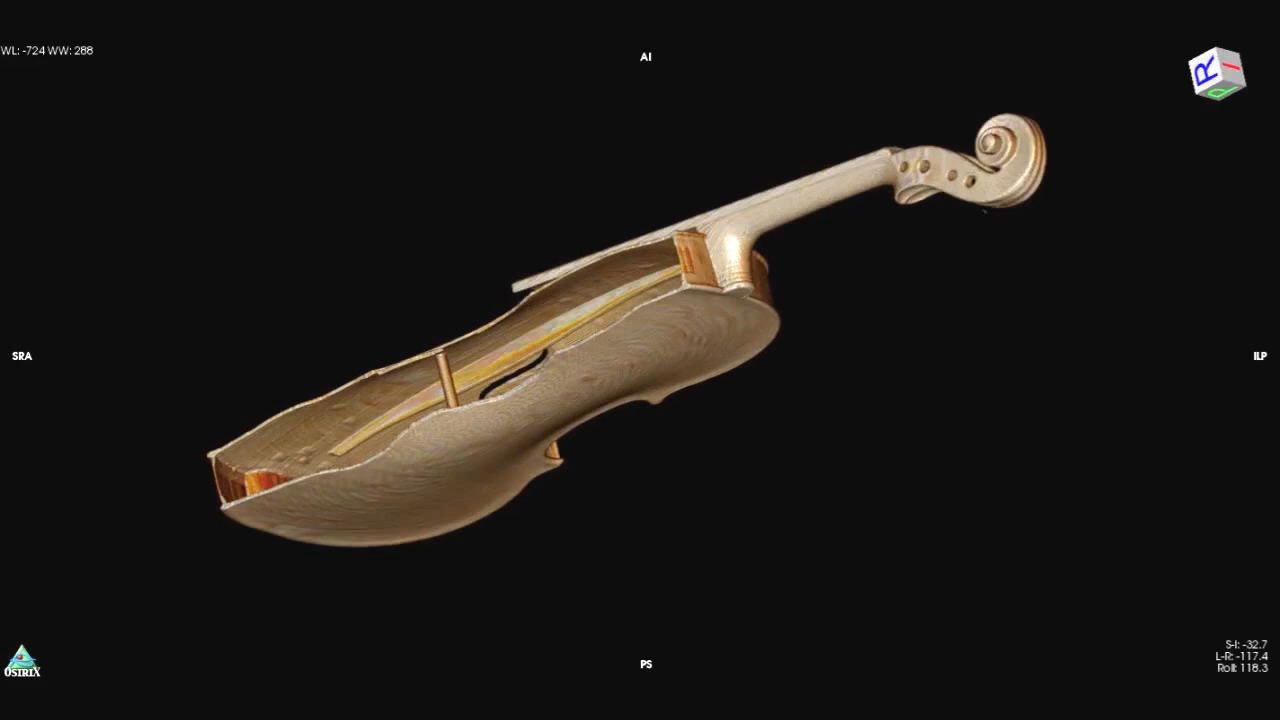 WL: -724 WW: 288
AI
R
I
P
SRA
ILP
OSIRIX
PS
S-I: -32.7
L-R: -117.4
Roll: 118.3